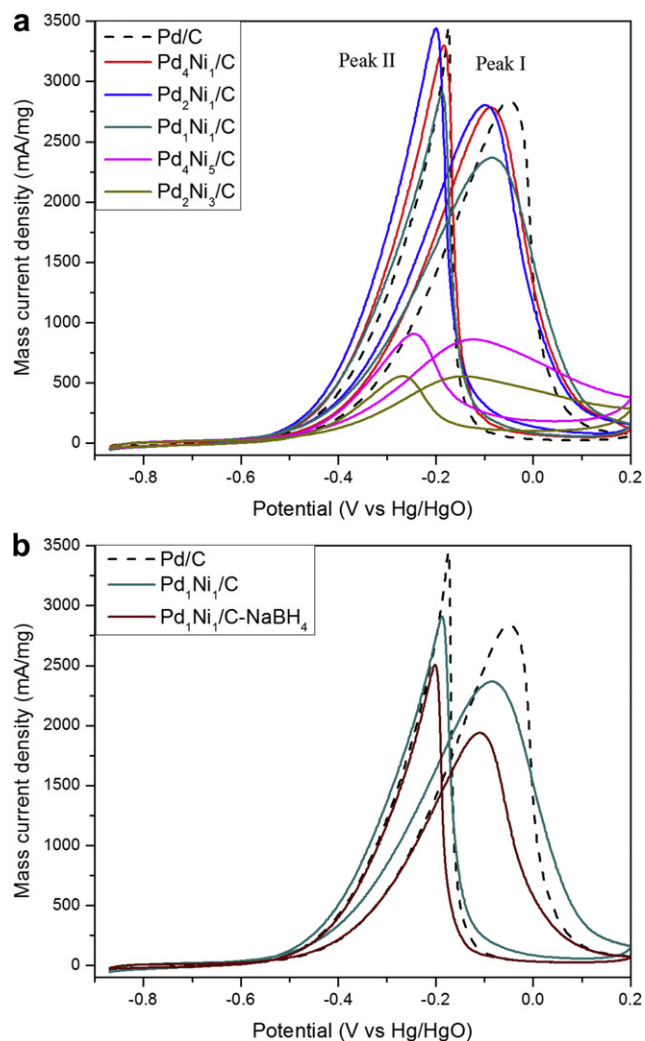 a
3500
3000
2500
2000
1500
1000
500
0
Mass current density (mA/mg)
Pd/C
Pd₄Ni₁/C
Pd₂Ni₁/C
Pd₁Ni₁/C
Pd₄Ni₅/C
Pd₂Ni₃/C
Peak II
Peak I
-0.8 -0.6 -0.4 -0.2 0.0 0.2
Potential (V vs Hg/HgO)
b
3500
3000
2500
2000
1500
1000
500
0
Mass current density (mA/mg)
Pd/C
Pd₁Ni₁/C
Pd₁Ni₁/C-NaBH₄
-0.8 -0.6 -0.4 -0.2 0.0 0.2
Potential (V vs Hg/HgO)